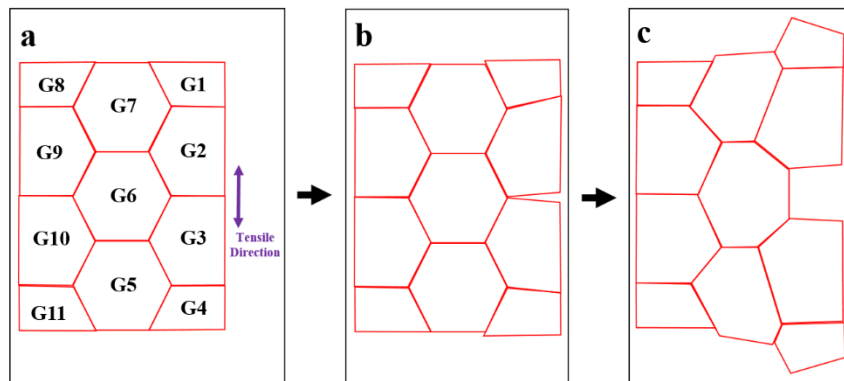 a
b
c
G8
G1
G7
G9
G2
G6
G10
G3
Tensile
Direction
G5
G11
G4